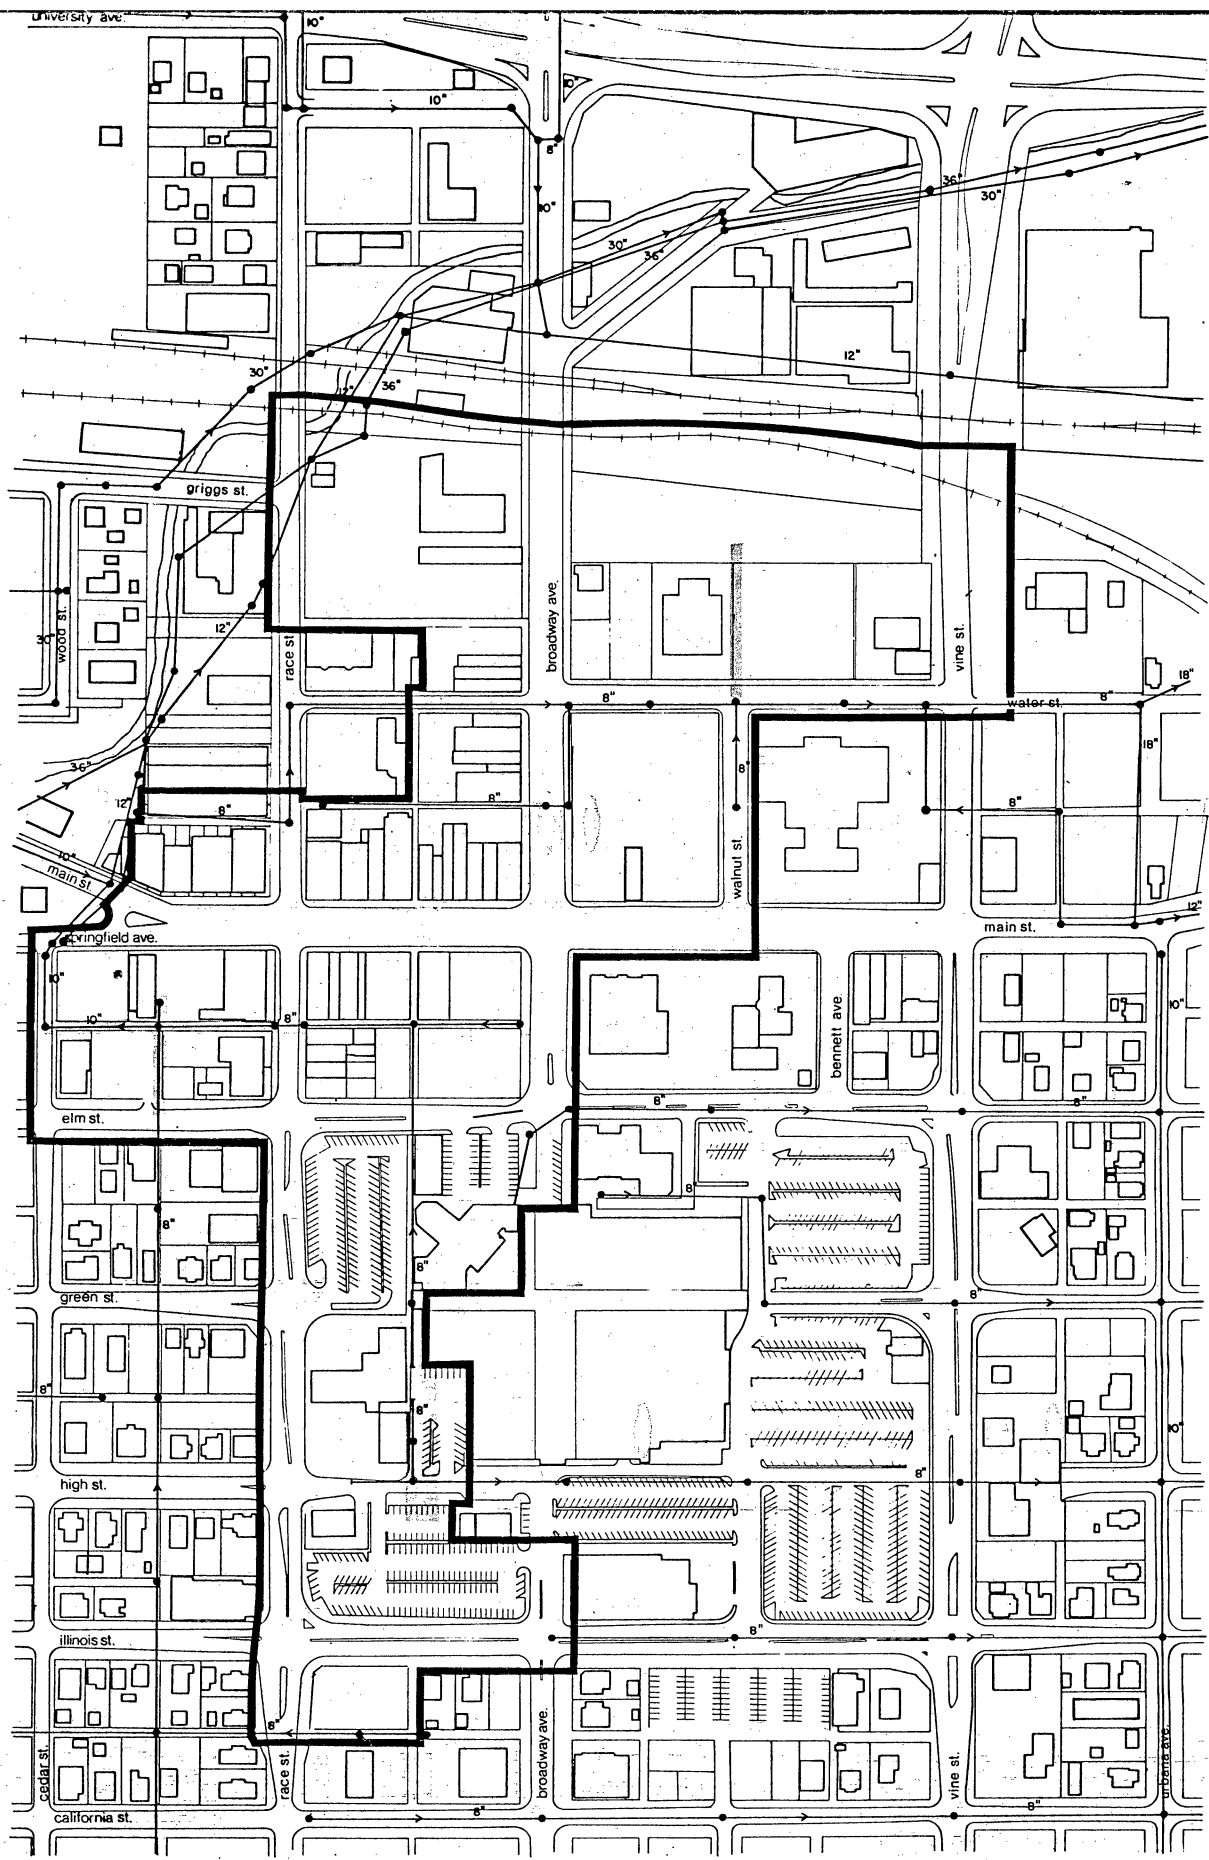 university ave.
10"
10"
10"
8"
10"
36"
30"
30"
36"
12"
30"
36"
12"
griggs st.
30"
wood st.
12"
race st.
broadway ave.
vine st.
8"
8"
18"
water st.
18"
36"
12"
8"
8"
8"
8"
10"
main st.
walnut st.
12"
main st.
springfield ave.
10"
10"
8"
bennett ave
10"
elm st.
8"
8"
8"
8"
8"
green st.
8"
8"
8"
10"
high st.
8"
illinois st.
8"
8"
cedar st.
race st.
broadway ave.
vine st.
urbana ave.
california st.
8"
8"